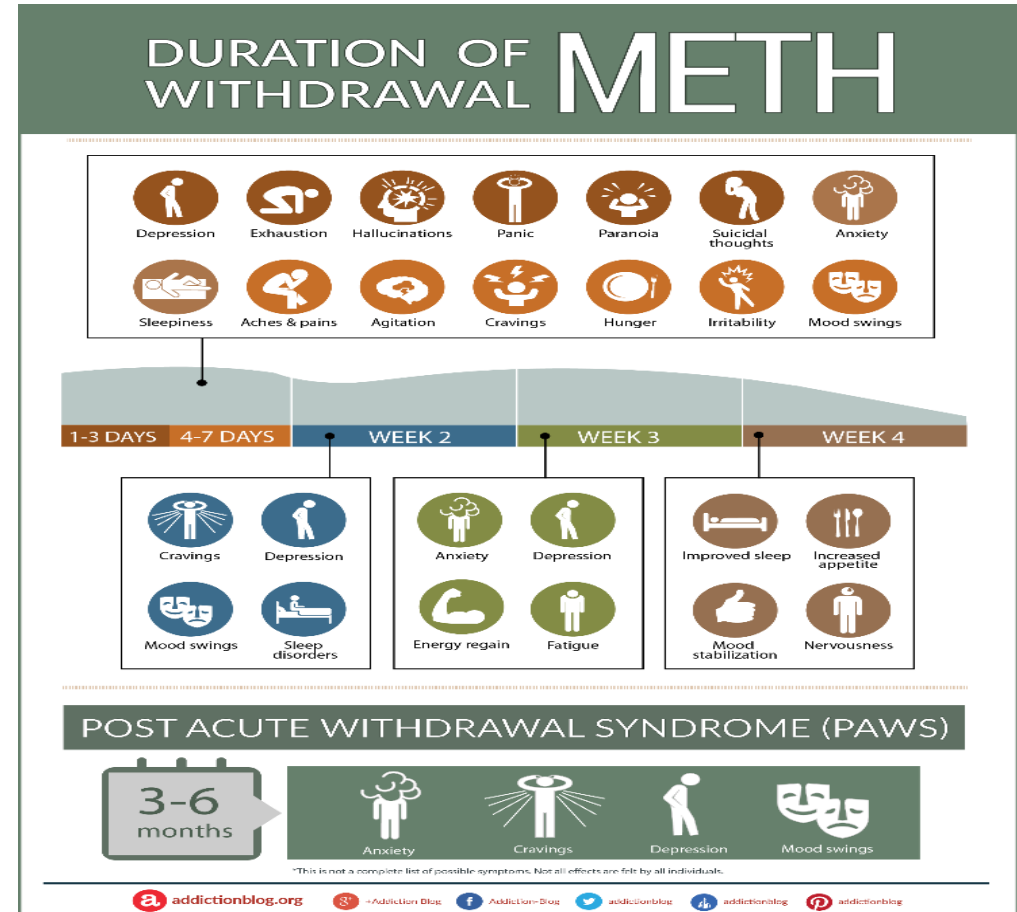 DURATION OF
WITHDRAWAL
METH
Depression Exhaustion Hallucinations Panic Paranoia Suicidal thoughts Anxiety
Sleepiness Aches & pains Agitation Cravings Hunger Irritability Mood swings
1-3 DAYS 4-7 DAYS WEEK 2 WEEK 3 WEEK 4
Cravings Depression
Mood swings Sleep disorders
Anxiety Depression
Energy regain Fatigue
Improved sleep Increased appetite
Mood stabilization Nervousness
POST ACUTE WITHDRAWAL SYNDROME (PAWS)
3-6
months
Anxiety Cravings Depression Mood swings
*This is not a complete list of possible symptoms. Not all effects are felt by all individuals.
a addictionblog.org g+ +Addiction Blog f Addiction-Blog addictionblog addictionblog addictionblog